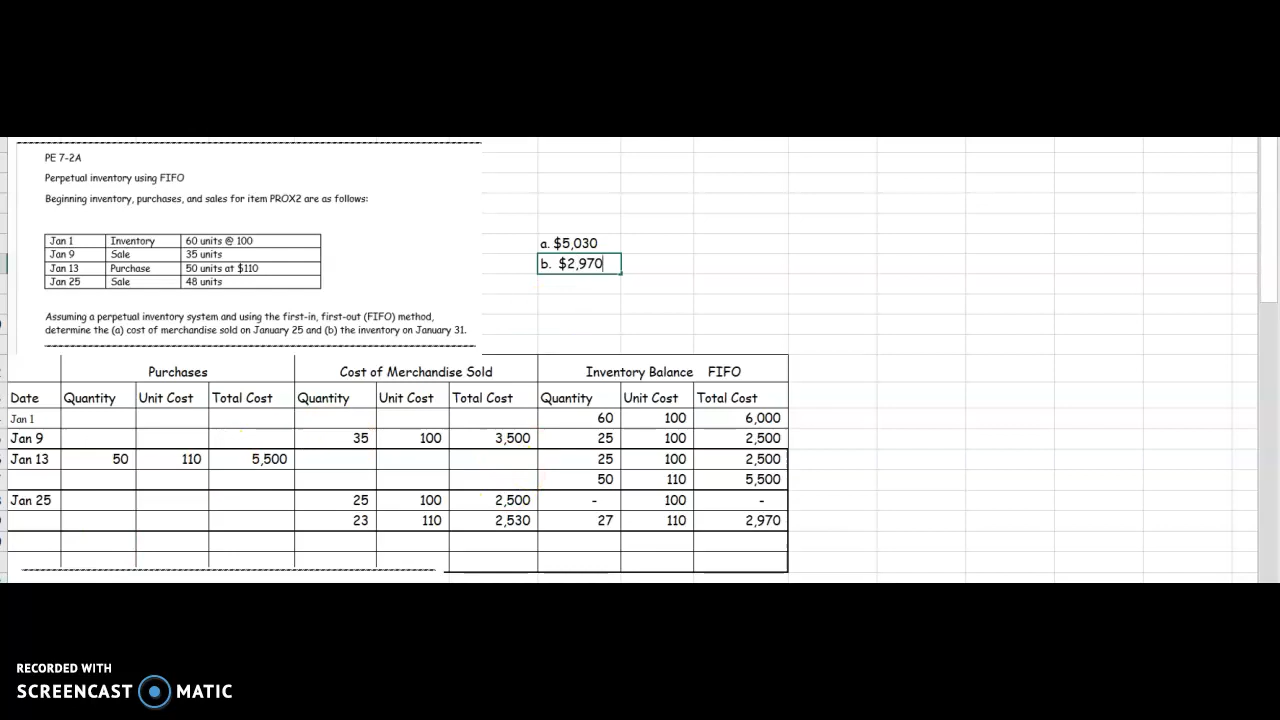 PE 7-2A
Perpetual inventory using FIFO
Beginning inventory, purchases, and sales for item PROX2 are as follows:
Jan 1 Inventory 60 units @ 100
Jan 9 Sale 35 units
Jan 13 Purchase 50 units at $110
Jan 25 Sale 48 units
a. $5,030
b. $2,970
Assuming a perpetual inventory system and using the first-in, first-out (FIFO) method,
determine the (a) cost of merchandise sold on January 25 and (b) the inventory on January 31.
Purchases Cost of Merchandise Sold Inventory Balance FIFO
Date Quantity Unit Cost Total Cost Quantity Unit Cost Total Cost Quantity Unit Cost Total Cost
Jan 1 60 100 6,000
Jan 9 35 100 3,500 25 100 2,500
Jan 13 50 110 5,500 25 100 2,500
50 110 5,500
Jan 25 25 100 2,500 - 100 -
23 110 2,530 27 110 2,970
RECORDED WITH
SCREENCAST MATIC